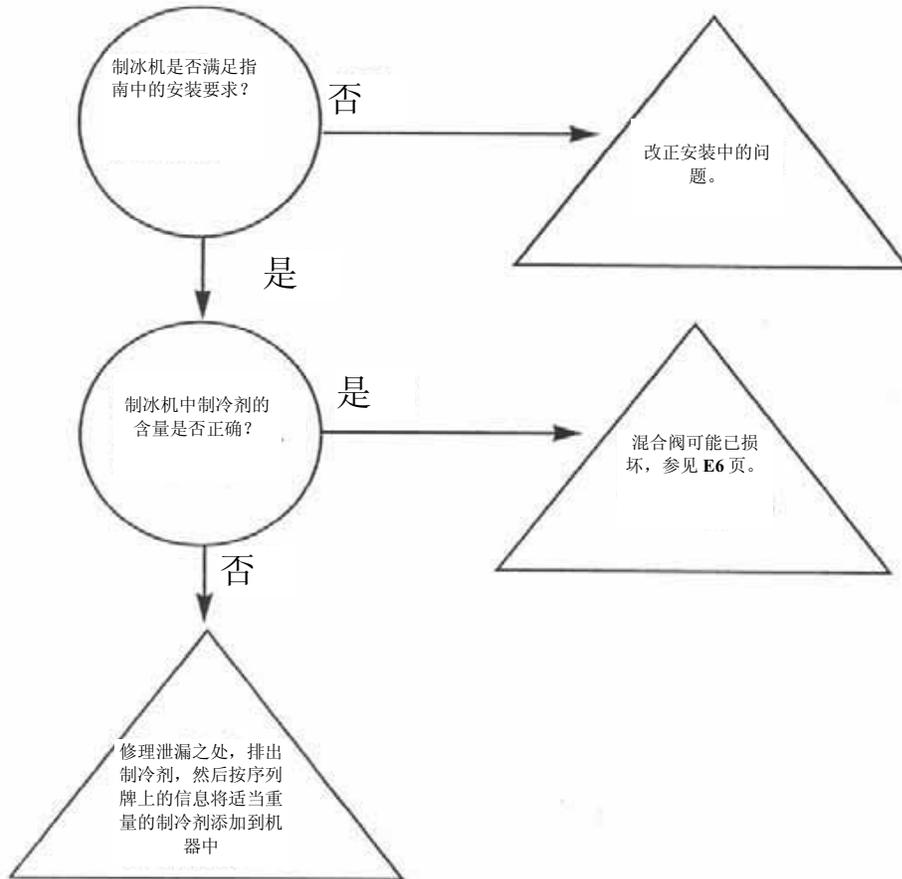 制冰机是否满足指
南中的安装要求？
否
改正安装中的问
题。
是
制冰机中制冷剂的
含量是否正确？
是
混合阀可能已损
坏，参见 E6 页。
否
修理泄漏之处，排出
制冷剂，然后按序列
牌上的信息将适当重
量的制冷剂添加到机
器中